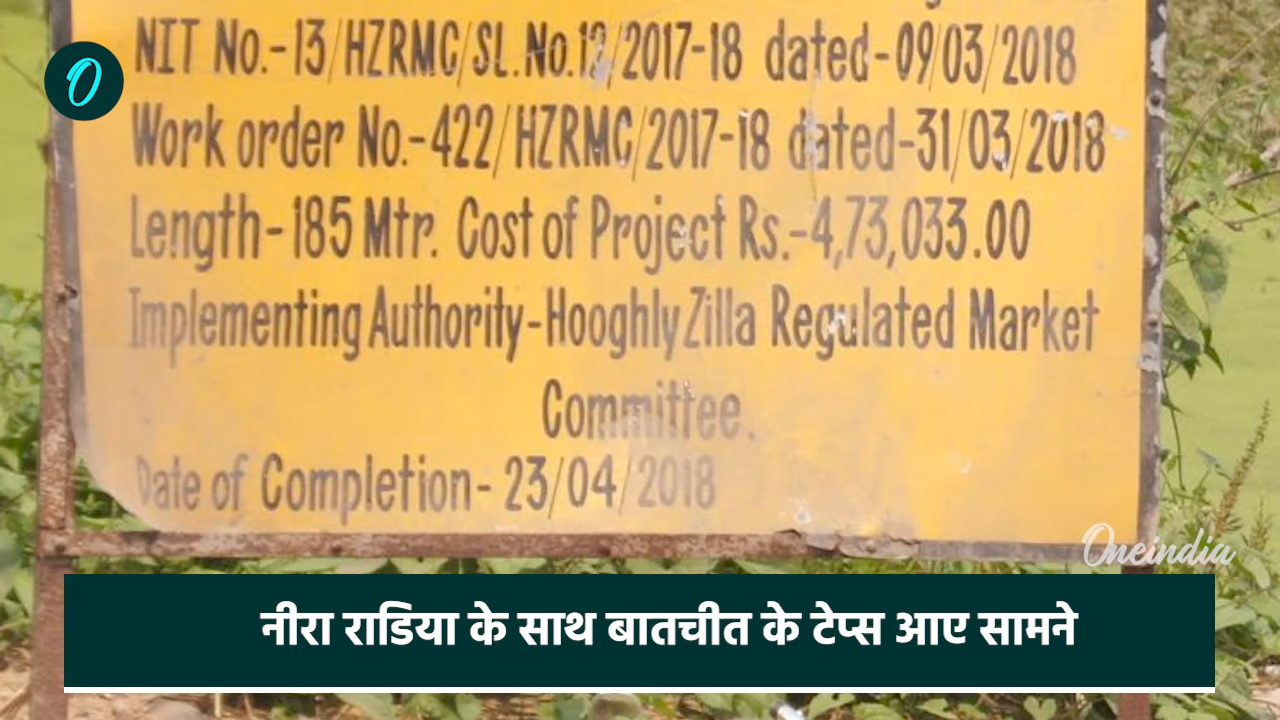 NIT No.-13/HZRMC/SL.No.12/2017-18 dated-09/03/2018
Work order No.-422/HZRMC/2017-18 dated-31/03/2018
Length-185 Mtr. Cost of Project Rs.-4,73,033.00
Implementing Authority-Hooghly Zilla Regulated Market
Committee.
Date of Completion- 23/04/2018
Oneindia
नीरा राडिया के साथ बातचीत के टेप्स आए सामने